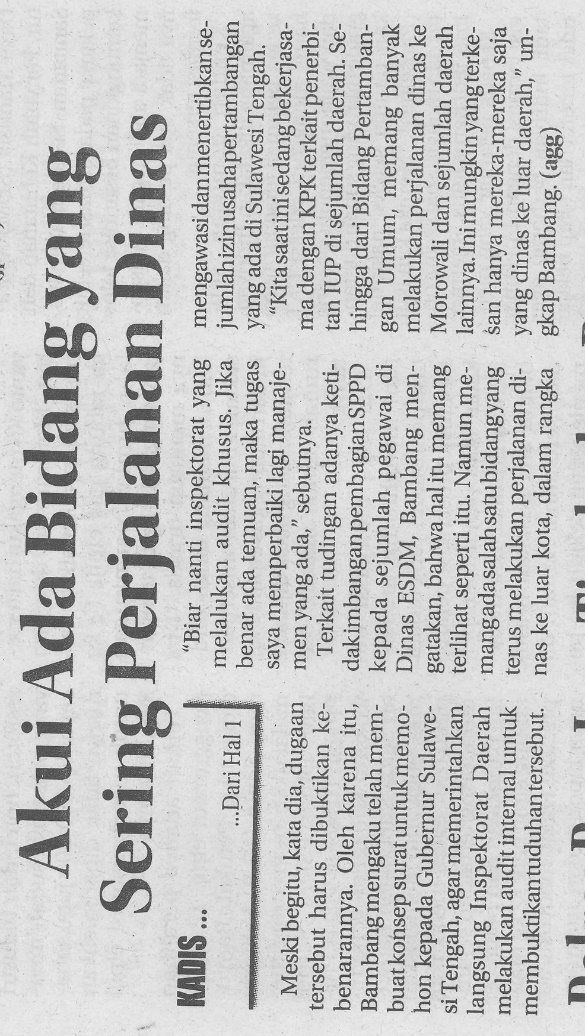 Akui Ada Bidang yang
Sering Perjalanan Dinas
KADIS ...
...Dari Hal 1
Meski begitu, kata dia, dugaan
tersebut harus dibuktikan ke-
benarannya. Oleh karena itu,
Bambang mengaku telah mem-
buat konsep surat untuk memo-
hon kepada Gubernur Sulawe-
si Tengah, agar memerintahkan
langsung Inspektorat Daerah
melakukan audit internal untuk
membuktikan tuduhan tersebut.
"Biar nanti inspektorat yang
melalukan audit khusus. Jika
benar ada temuan, maka tugas
saya memperbaiki lagi manaje-
men yang ada," sebutnya.
Terkait tudingan adanya keti-
dakimbangan pembagian SPPD
kepada sejumlah pegawai di
Dinas ESDM, Bambang men-
gatakan, bahwa hal itu memang
terlihat seperti itu. Namun me-
mang ada salah satu bidang yang
terus melakukan perjalanan di-
nas ke luar kota, dalam rangka
mengawasi dan menertibkan se-
jumlah izin usaha pertambangan
yang ada di Sulawesi Tengah.
"Kita saat ini sedang bekerjasa-
ma dengan KPK terkait penerbi-
tan IUP di sejumlah daerah. Se-
hingga dari Bidang Pertamban-
gan Umum, memang banyak
melakukan perjalanan dinas ke
Morowali dan sejumlah daerah
lainnya. Ini mungkin yang terke-
san hanya mereka-mereka saja
yang dinas ke luar daerah," un-
gkap Bambang. (agg)